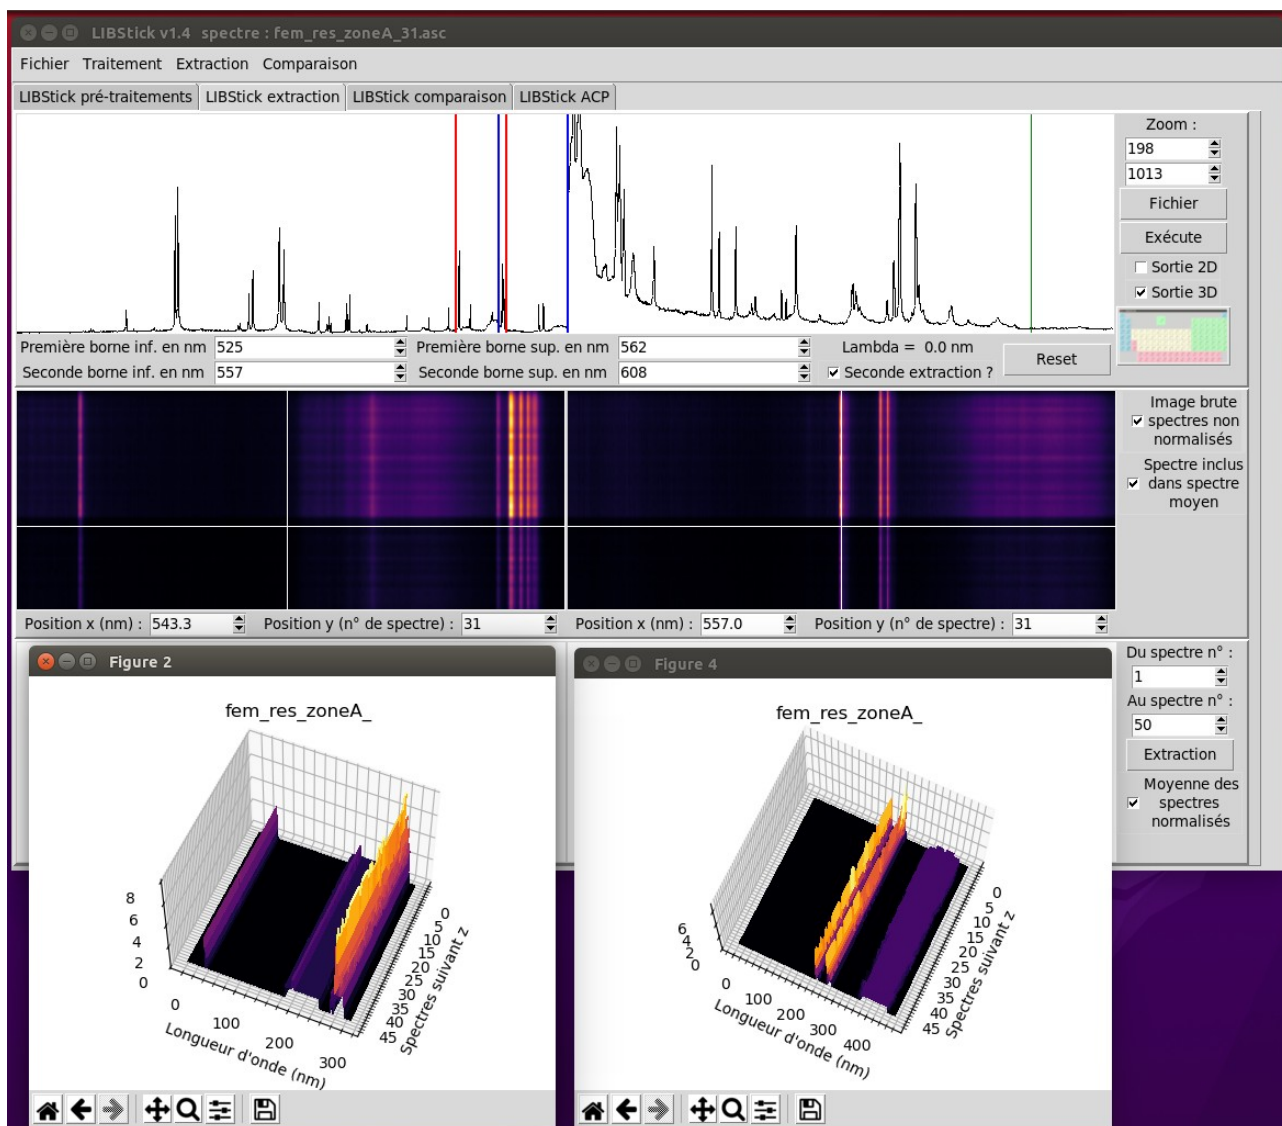 LIBStick v1.4 spectre : fem_res_zoneA_31.asc
Fichier Traitement Extraction Comparaison
LIBStick pré-traitements LIBStick extraction LIBStick comparaison LIBStick ACP
Zoom :
198
1013
Fichier
Exécute
Sortie 2D
Sortie 3D
Première borne inf. en nm 525 Première borne sup. en nm 562 Lambda = 0.0 nm
Reset
Seconde borne inf. en nm 557 Seconde borne sup. en nm 608 Seconde extraction ?
Image brute
spectres non
normalisés
Spectre inclus
dans spectre
moyen
Position x (nm) : 543.3 Position y (n° de spectre) : 31 Position x (nm) : 557.0 Position y (n° de spectre) : 31
Du spectre n° :
1
Au spectre n° :
50
Extraction
Moyenne des
spectres
normalisés
Figure 2
fem_res_zoneA_
8
6
4
2
0
0
100
200
300
Longueur d'onde (nm)
0
5
10
15
20
25
30
35
40
45
Spectres suivant z
Figure 4
fem_res_zoneA_
6
4
2
0
0
100
200
300
400
Longueur d'onde (nm)
0
5
10
15
20
25
30
35
40
45
Spectres suivant z